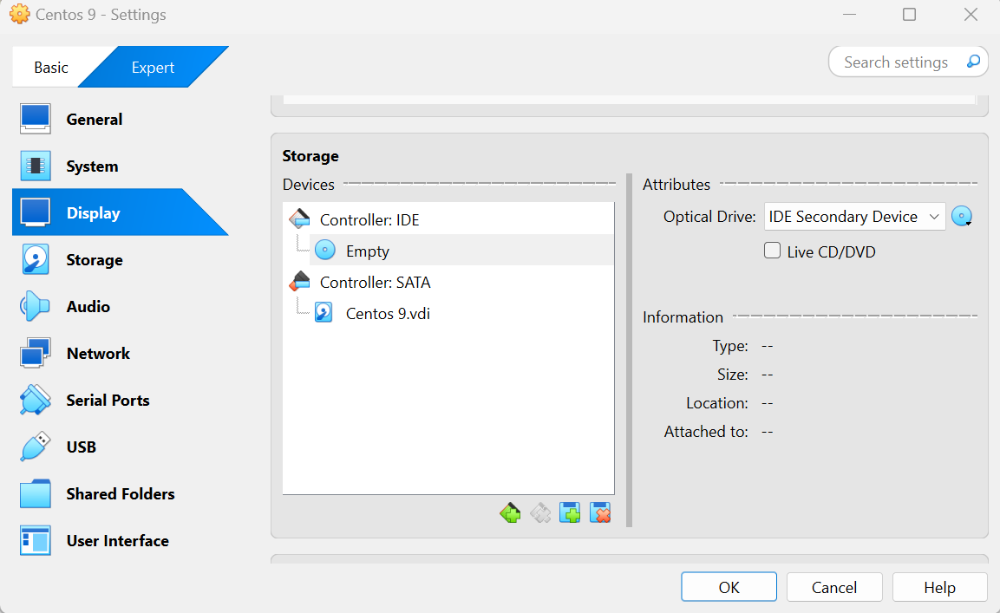 Centos 9 - Settings
Basic
Expert
Search settings
General
System
Display
Storage
Audio
Network
Serial Ports
USB
Shared Folders
User Interface
Storage
Devices
Controller: IDE
Empty
Controller: SATA
Centos 9.vdi
Attributes
Optical Drive: IDE Secondary Device
Live CD/DVD
Information
Type: --
Size: --
Location: --
Attached to: --
OK
Cancel
Help